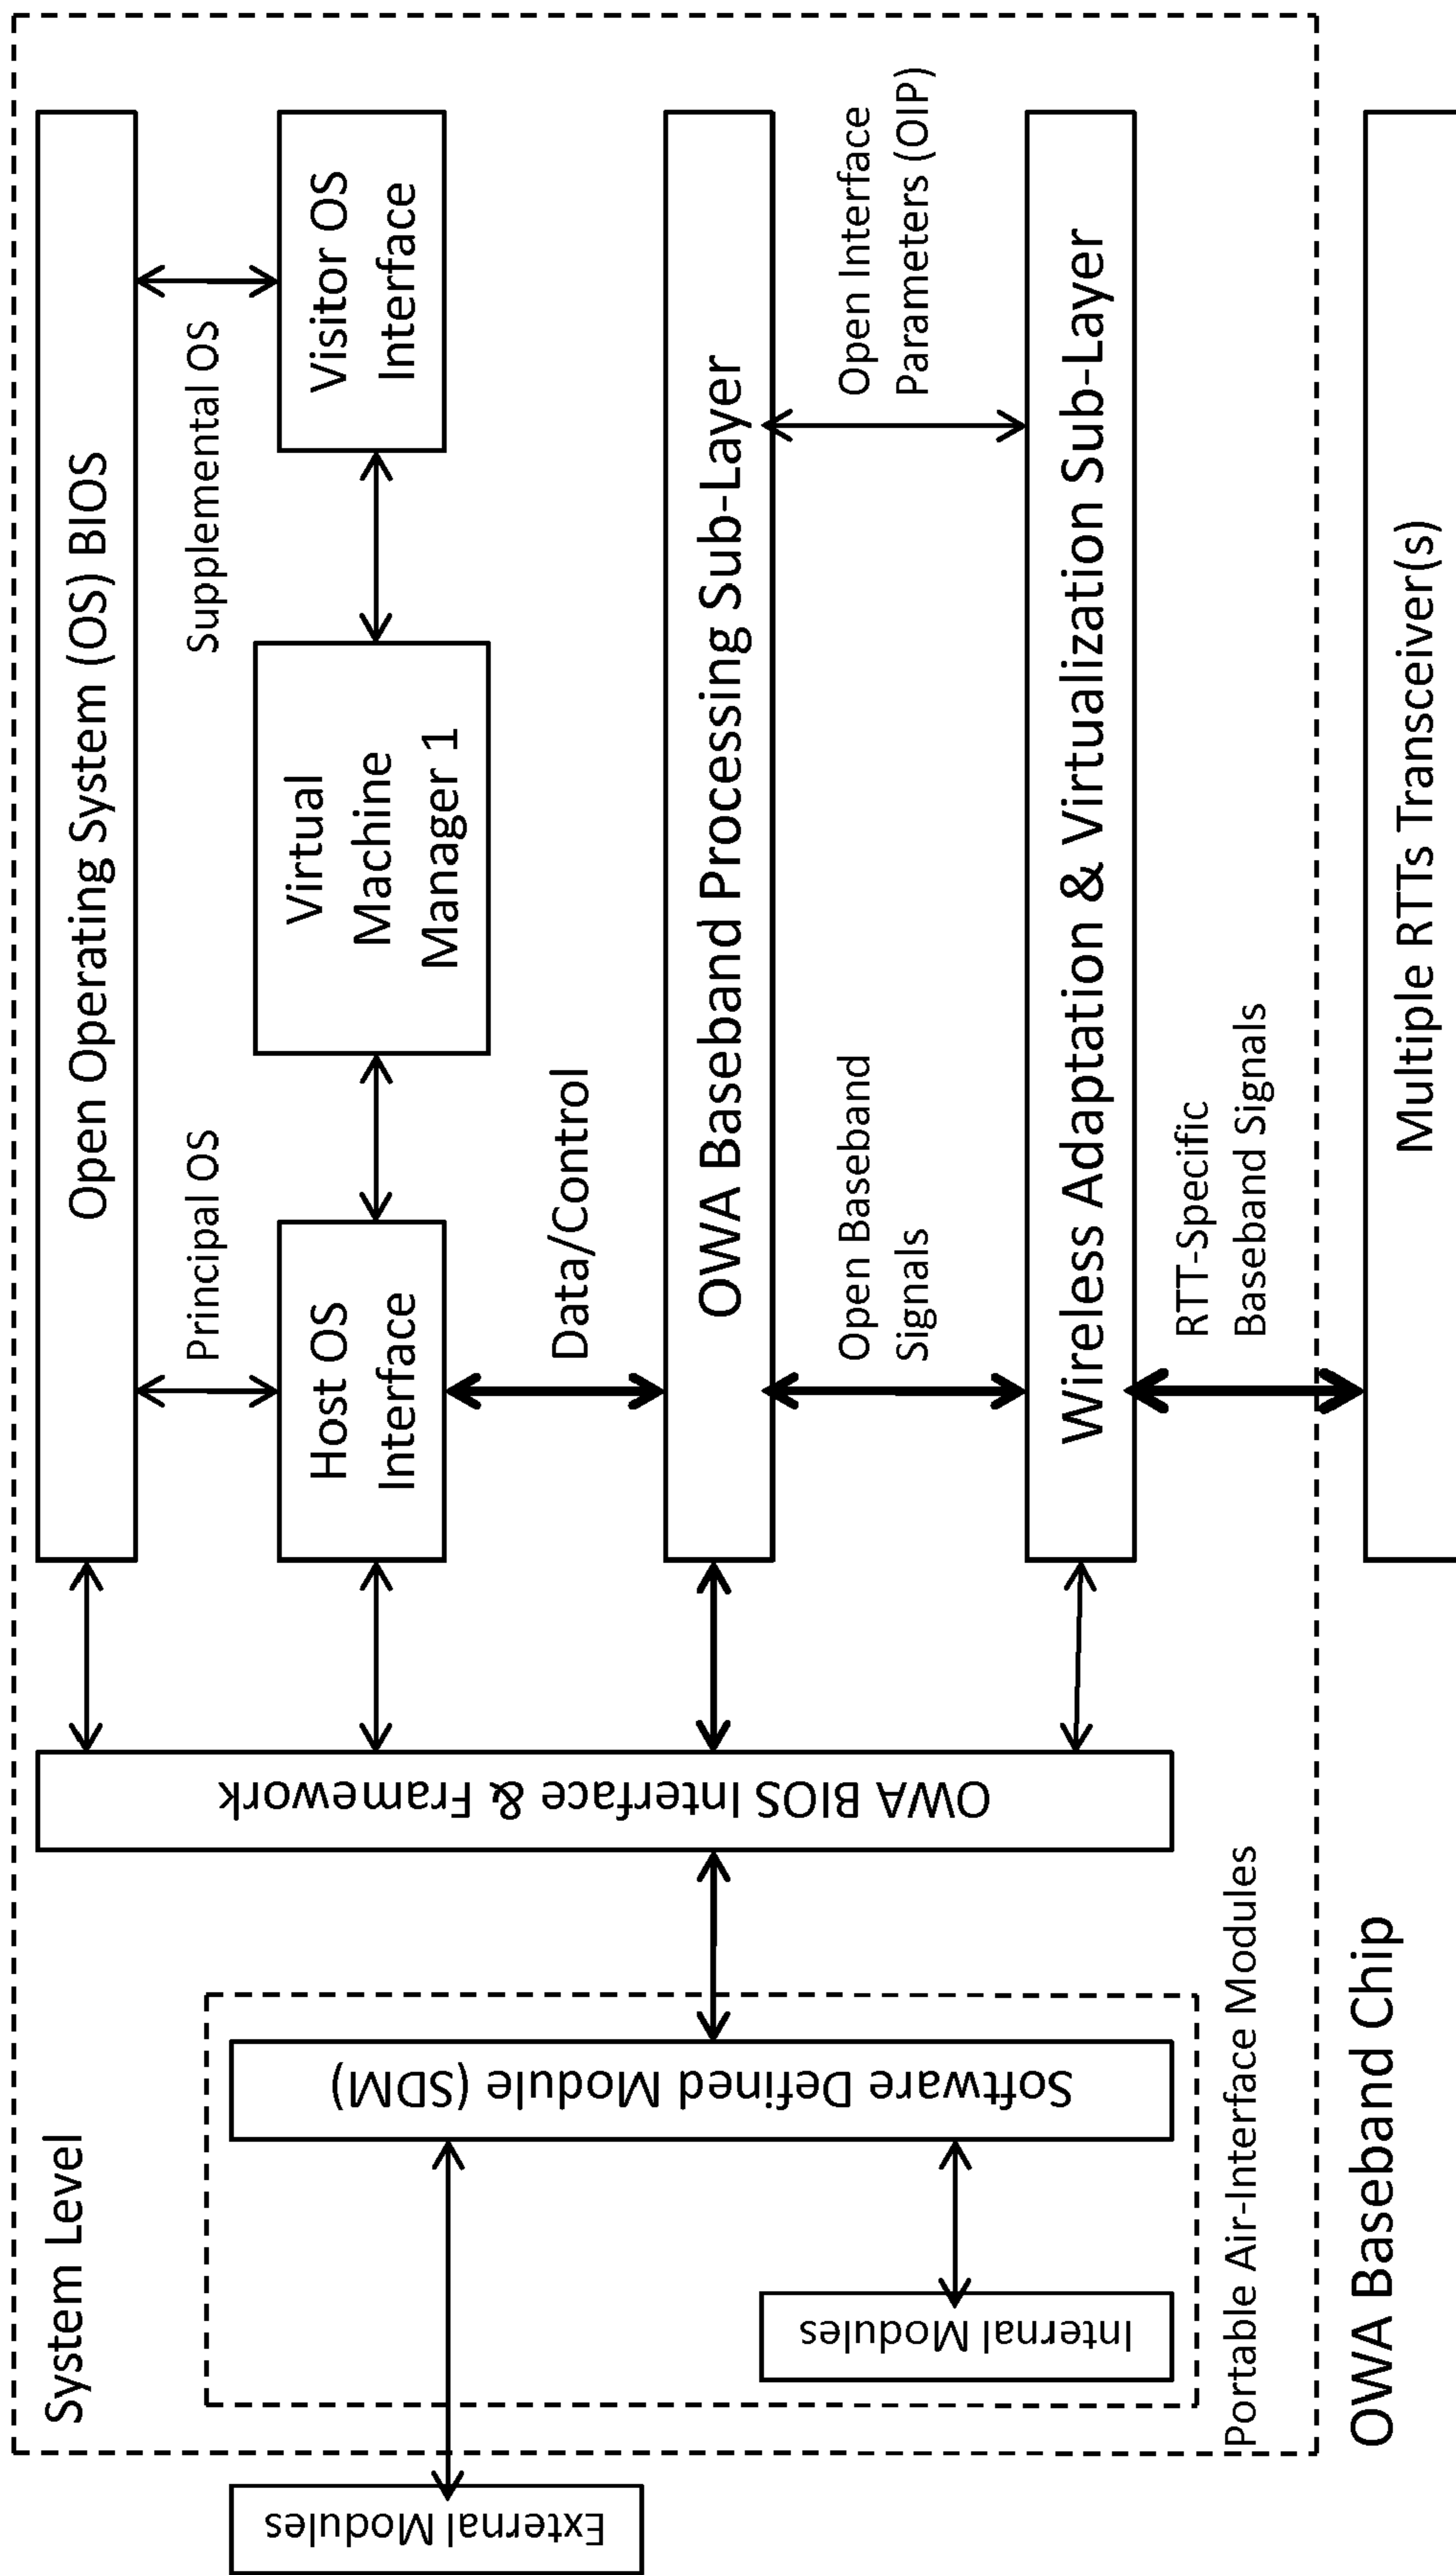 System Level
Open Operating System (OS) BIOS
Principal OS
Supplemental OS
Host OS
Interface
Virtual
Machine
Manager 1
Visitor OS
Interface
Data/Control
OWA Baseband Processing Sub-Layer
Open Baseband
Signals
Open Interface
Parameters (OIP)
Wireless Adaptation & Virtualization Sub-Layer
RTT-Specific
Baseband Signals
Multiple RTTs Transceiver(s)
OWA BIOS Interface & Framework
Software Defined Module (SDM)
Internal Modules
External Modules
Portable Air-Interface Modules
OWA Baseband Chip